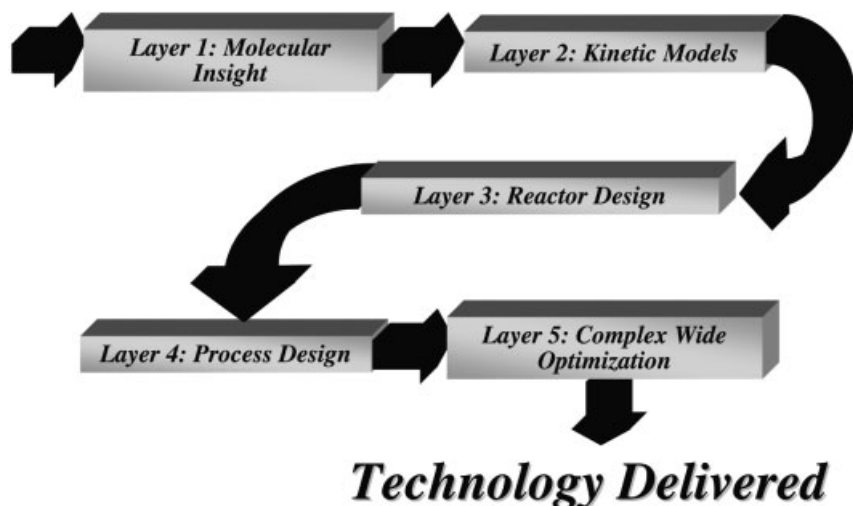 Layer 1: Molecular
Insight
Layer 2: Kinetic Models
Layer 3: Reactor Design
Layer 4: Process Design
Layer 5: Complex Wide
Optimization
Technology Delivered